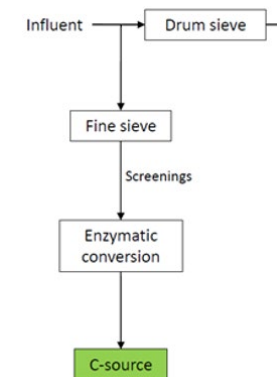 Influent
Drum sieve
Fine sieve
Screenings
Enzymatic
conversion
C-source